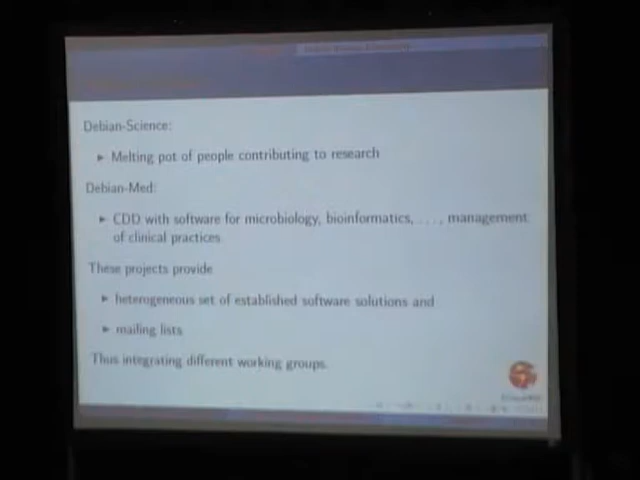 Debian-Science:
▸ Melting pot of people contributing to research
Debian-Med:
▸ CDD with software for microbiology, bioinformatics, ..., management
of clinical practices
These projects provide
▸ heterogeneous set of established software solutions and
▸ mailing lists
Thus integrating different working groups.